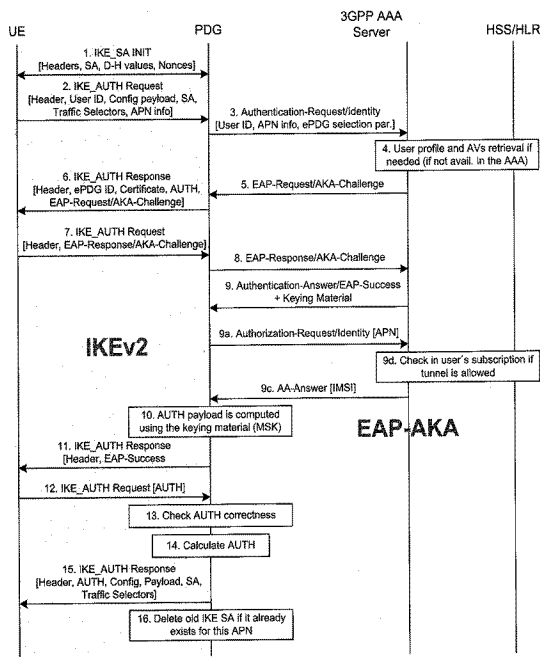 UE
PDG
3GPP AAA
Server
HSS/HLR
1. IKE_SA INIT
[Headers, SA, D-H values, Nonces]
2. IKE_AUTH Request
[Header, User ID, Config payload, SA,
Traffic Selectors, APN info]
3. Authentication-Request/Identity
[User ID, APN info, ePDG selection par.]
4. User profile and AVs retrieval if
needed (if not avail. in the AAA)
5. EAP-Request/AKA-Challenge
6. IKE_AUTH Response
[Header, ePDG ID, Certificate, AUTH,
EAP-Request/AKA-Challenge]
7. IKE_AUTH Request
[Header, EAP-Response/AKA-Challenge]
8. EAP-Response/AKA-Challenge
9. Authentication-Answer/EAP-Success
+ Keying Material
9a. Authorization-Request/Identity [APN]
IKEv2
9d. Check in user's subscription if
tunnel is allowed
9c. AA-Answer [IMSI]
10. AUTH payload is computed
using the keying material (MSK)
EAP-AKA
11. IKE_AUTH Response
[Header, EAP-Success
12. IKE_AUTH Request [AUTH]
13. Check AUTH correctness
14. Calculate AUTH
15. IKE_AUTH Response
[Header, AUTH, Config, Payload, SA,
Traffic Selectors]
16. Delete old IKE SA if it already
exists for this APN